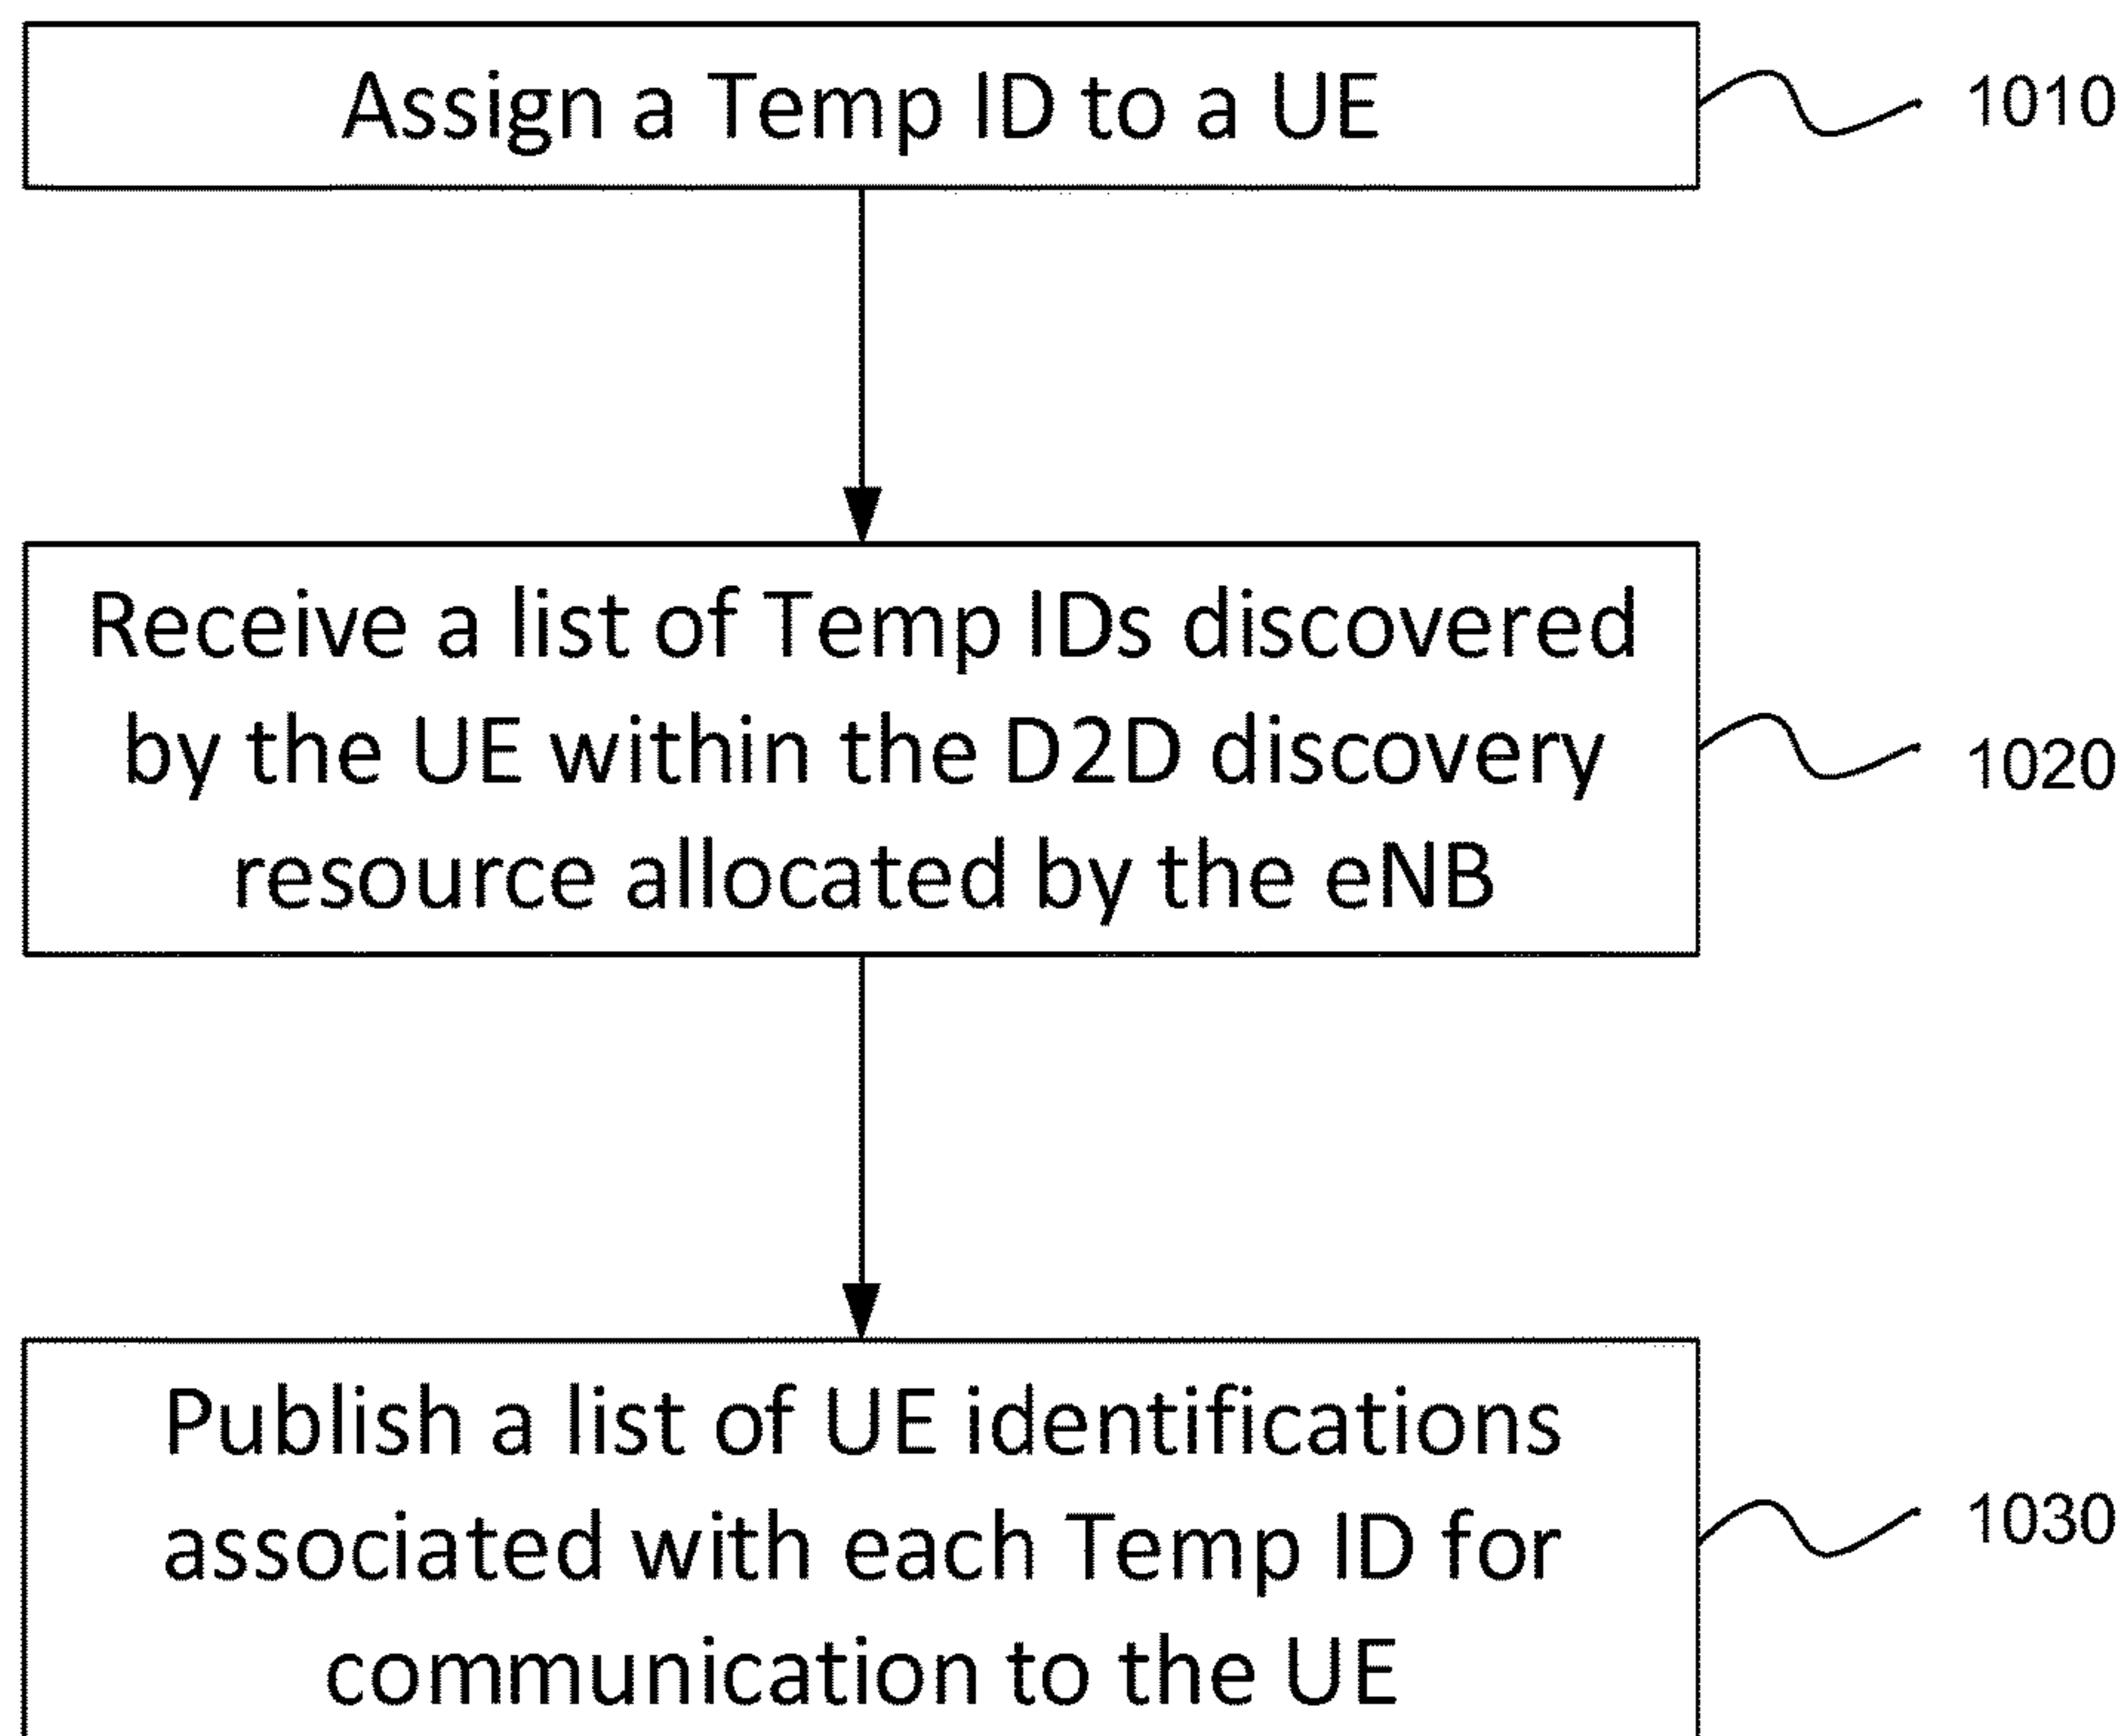 Assign a Temp ID to a UE
1010
Receive a list of Temp IDs discovered
by the UE within the D2D discovery
resource allocated by the eNB
1020
Publish a list of UE identifications
associated with each Temp ID for
communication to the UE
1030